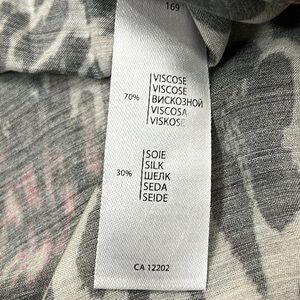 169
VISCOSE
VISCOSE
70% ВИСКОЗНОЙ
VISCOSA
VISKOSE
SOIE
SILK
30% ШЕЛК
SEDA
SEIDE
CA 12202